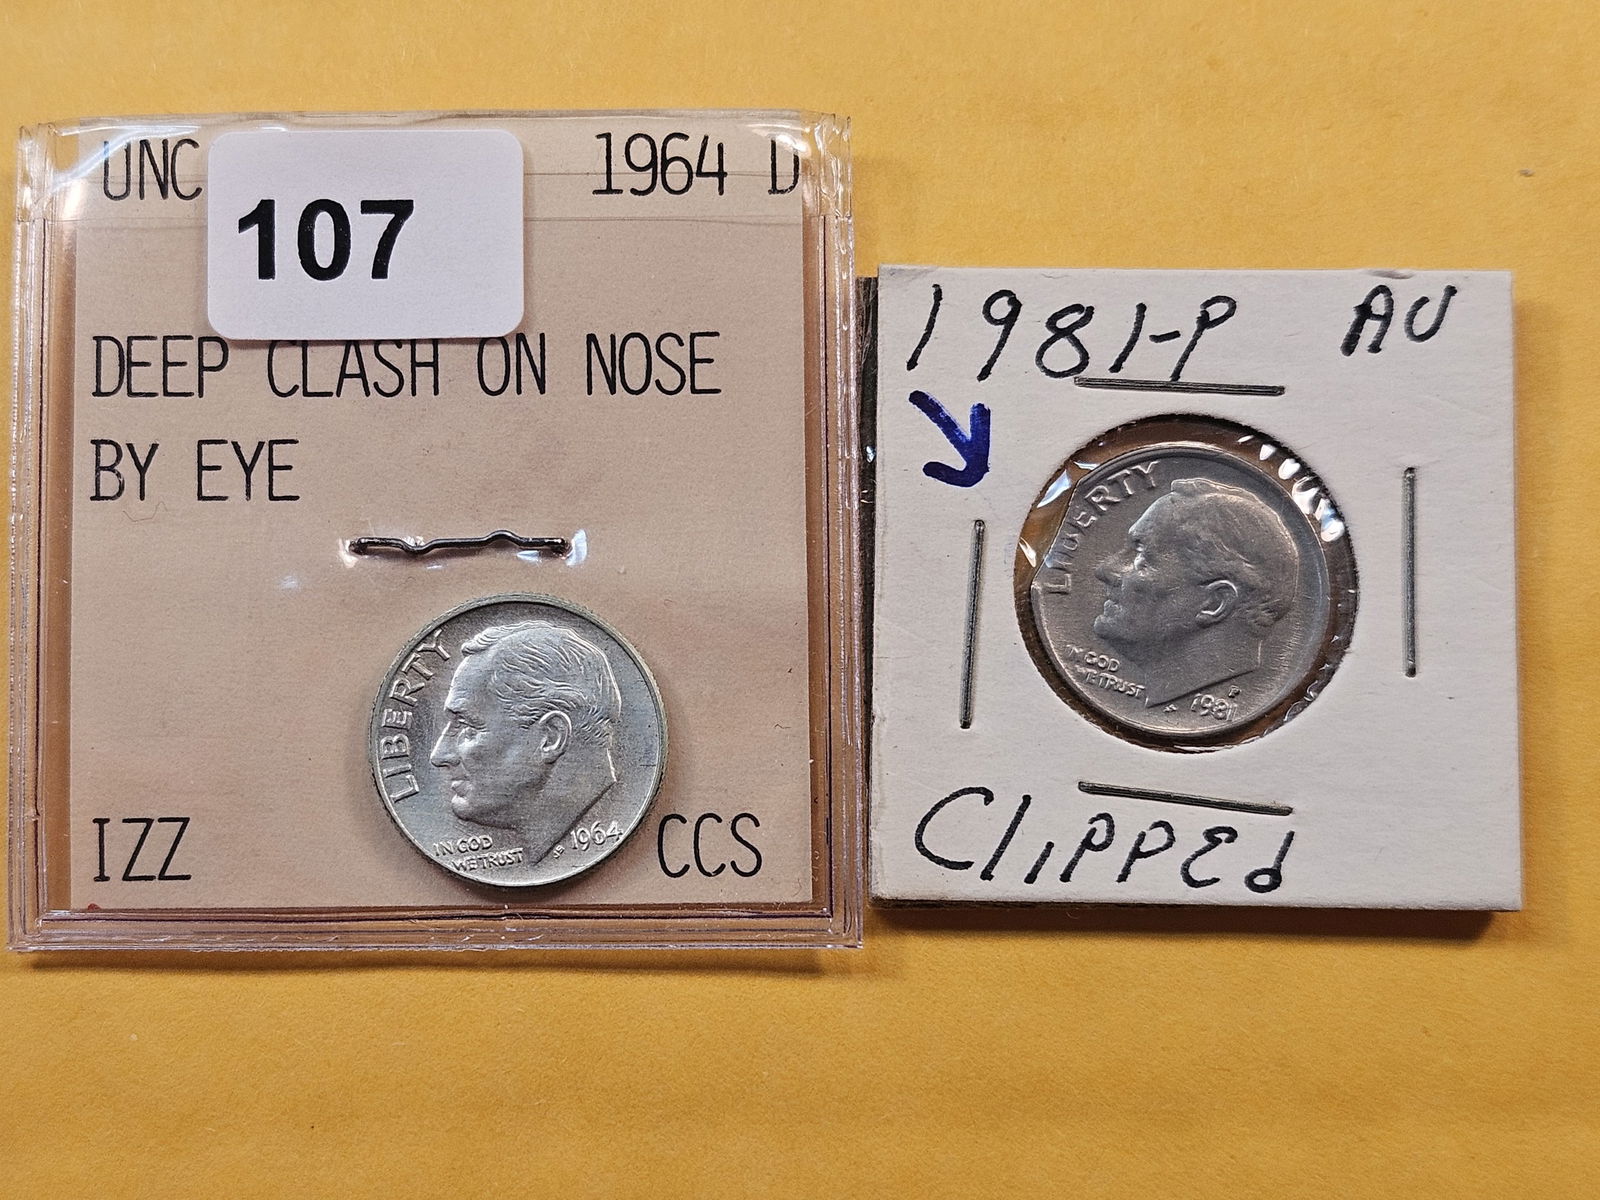 UNC 1964 D
107
DEEP CLASH ON NOSE
BY EYE
LIBERTY
IN GOD
WE TRUST
1964
IZZ CCS
1981-P AU
LIBERTY
IN GOD
WE TRUST
P
1981
ClippEd